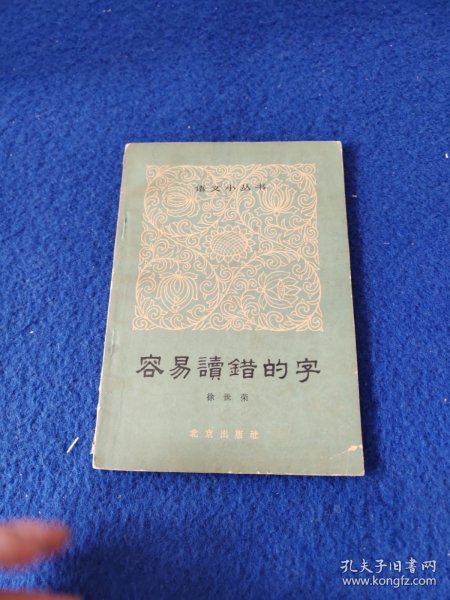 语文小丛书
容易讀錯的字
徐世荣
北京出版社
孔夫子旧书网
www.kongfz.com